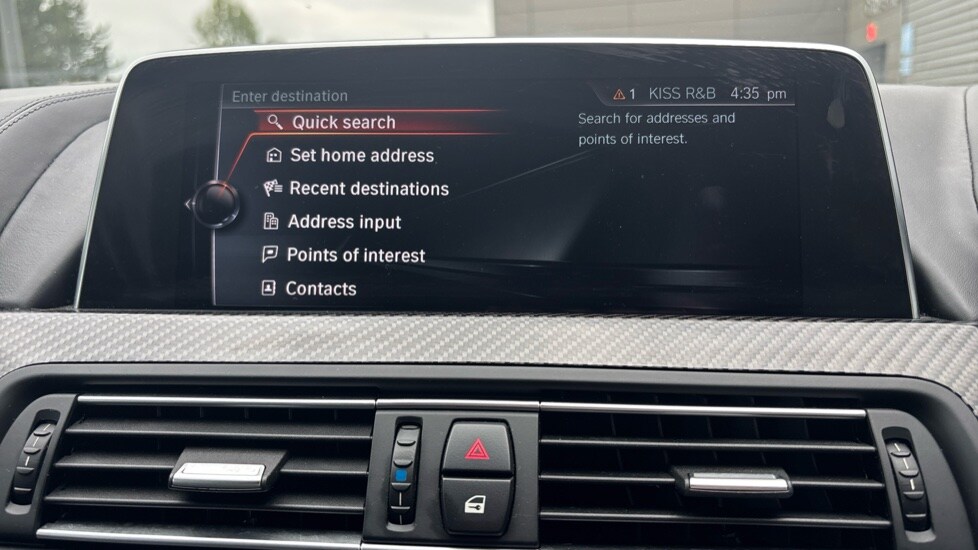 Enter destination
1 KISS R&B 4:35 pm
Quick search
Search for addresses and
points of interest.
Set home address
Recent destinations
Address input
Points of interest
Contacts